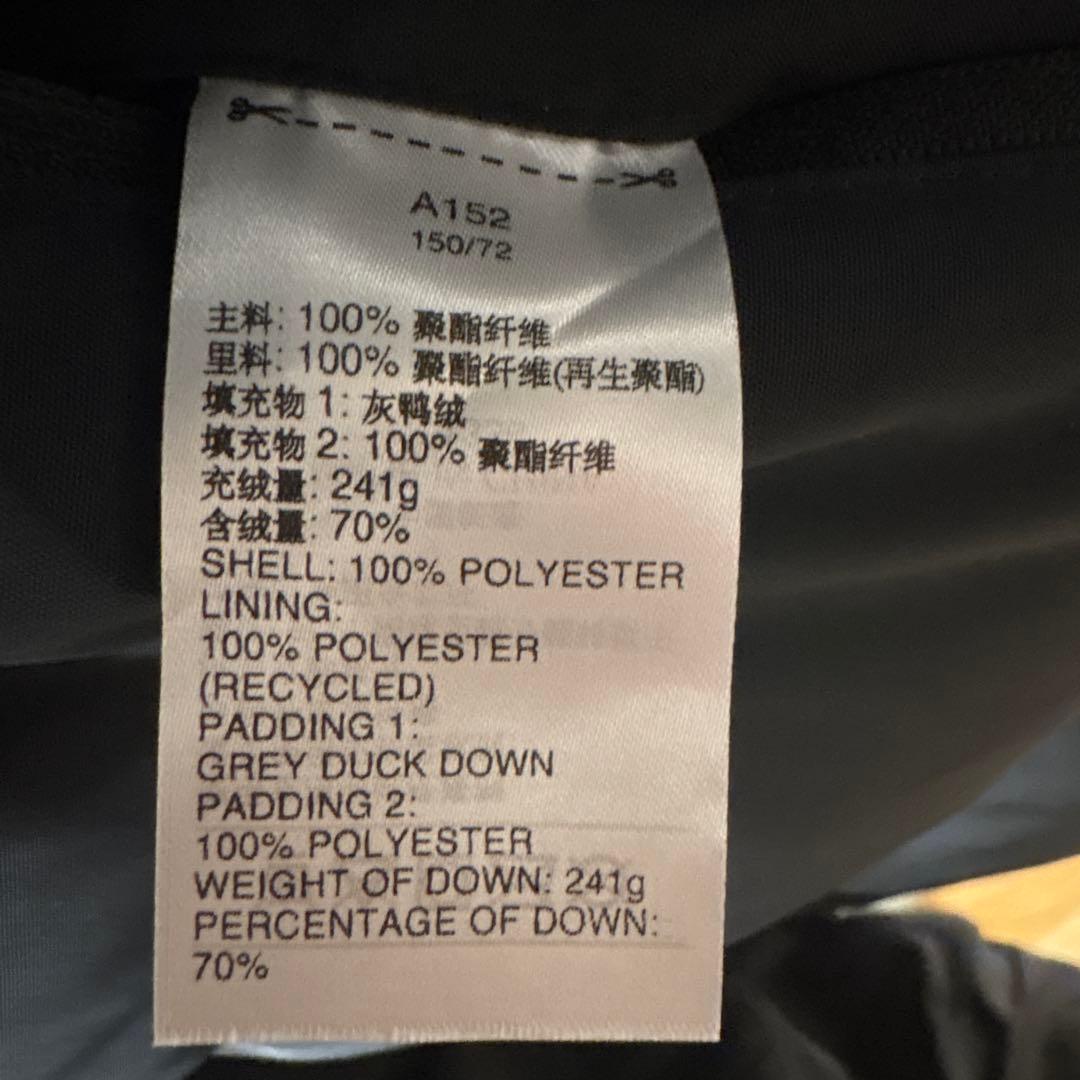 A152
150/72
主料: 100% 聚酯纤维
里料: 100% 聚酯纤维(再生聚酯)
填充物 1: 灰鸭绒
填充物 2: 100% 聚酯纤维
充绒量: 241g
含绒量: 70%
SHELL: 100% POLYESTER
LINING:
100% POLYESTER
(RECYCLED)
PADDING 1:
GREY DUCK DOWN
PADDING 2:
100% POLYESTER
WEIGHT OF DOWN: 241g
PERCENTAGE OF DOWN:
70%